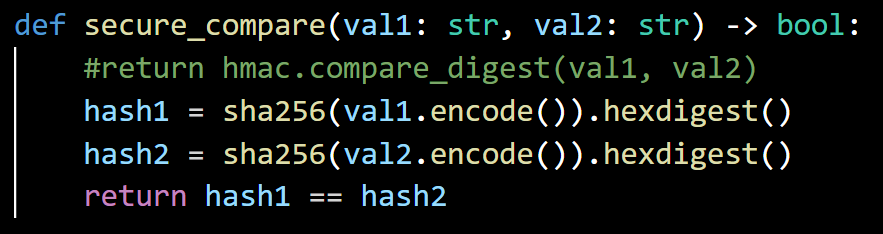 def secure_compare(val1: str, val2: str) -> bool:
    #return hmac.compare_digest(val1, val2)
    hash1 = sha256(val1.encode()).hexdigest()
    hash2 = sha256(val2.encode()).hexdigest()
    return hash1 == hash2